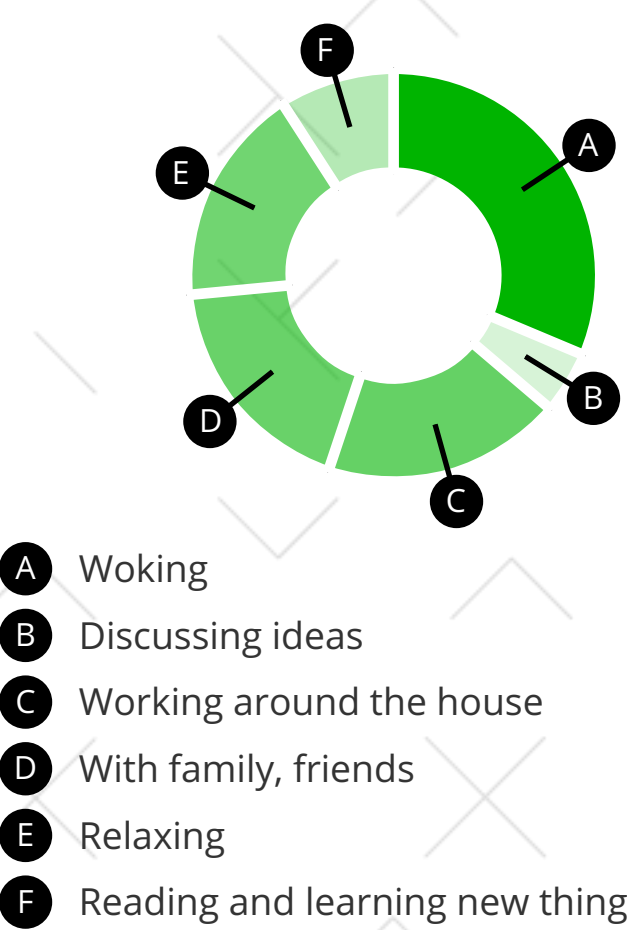 F
A
E
B
D
C
A Woking
B Discussing ideas
C Working around the house
D With family, friends
E Relaxing
F Reading and learning new thing